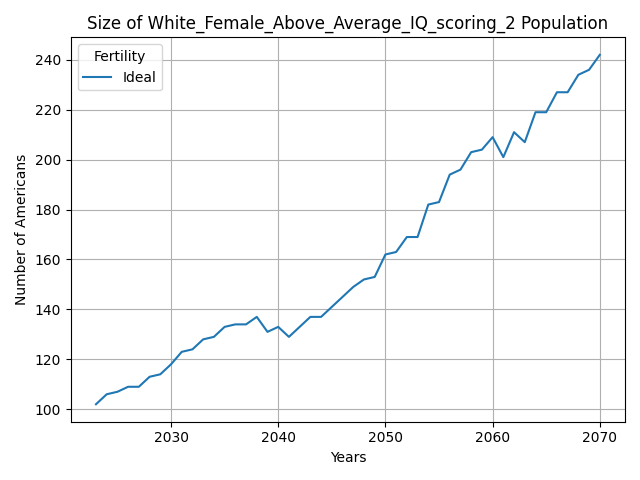 Size of White_Female_Above_Average_IQ_scoring_2 Population
Fertility
Ideal
Number of Americans
240
220
200
180
160
140
120
100
2030 2040 2050 2060 2070
Years